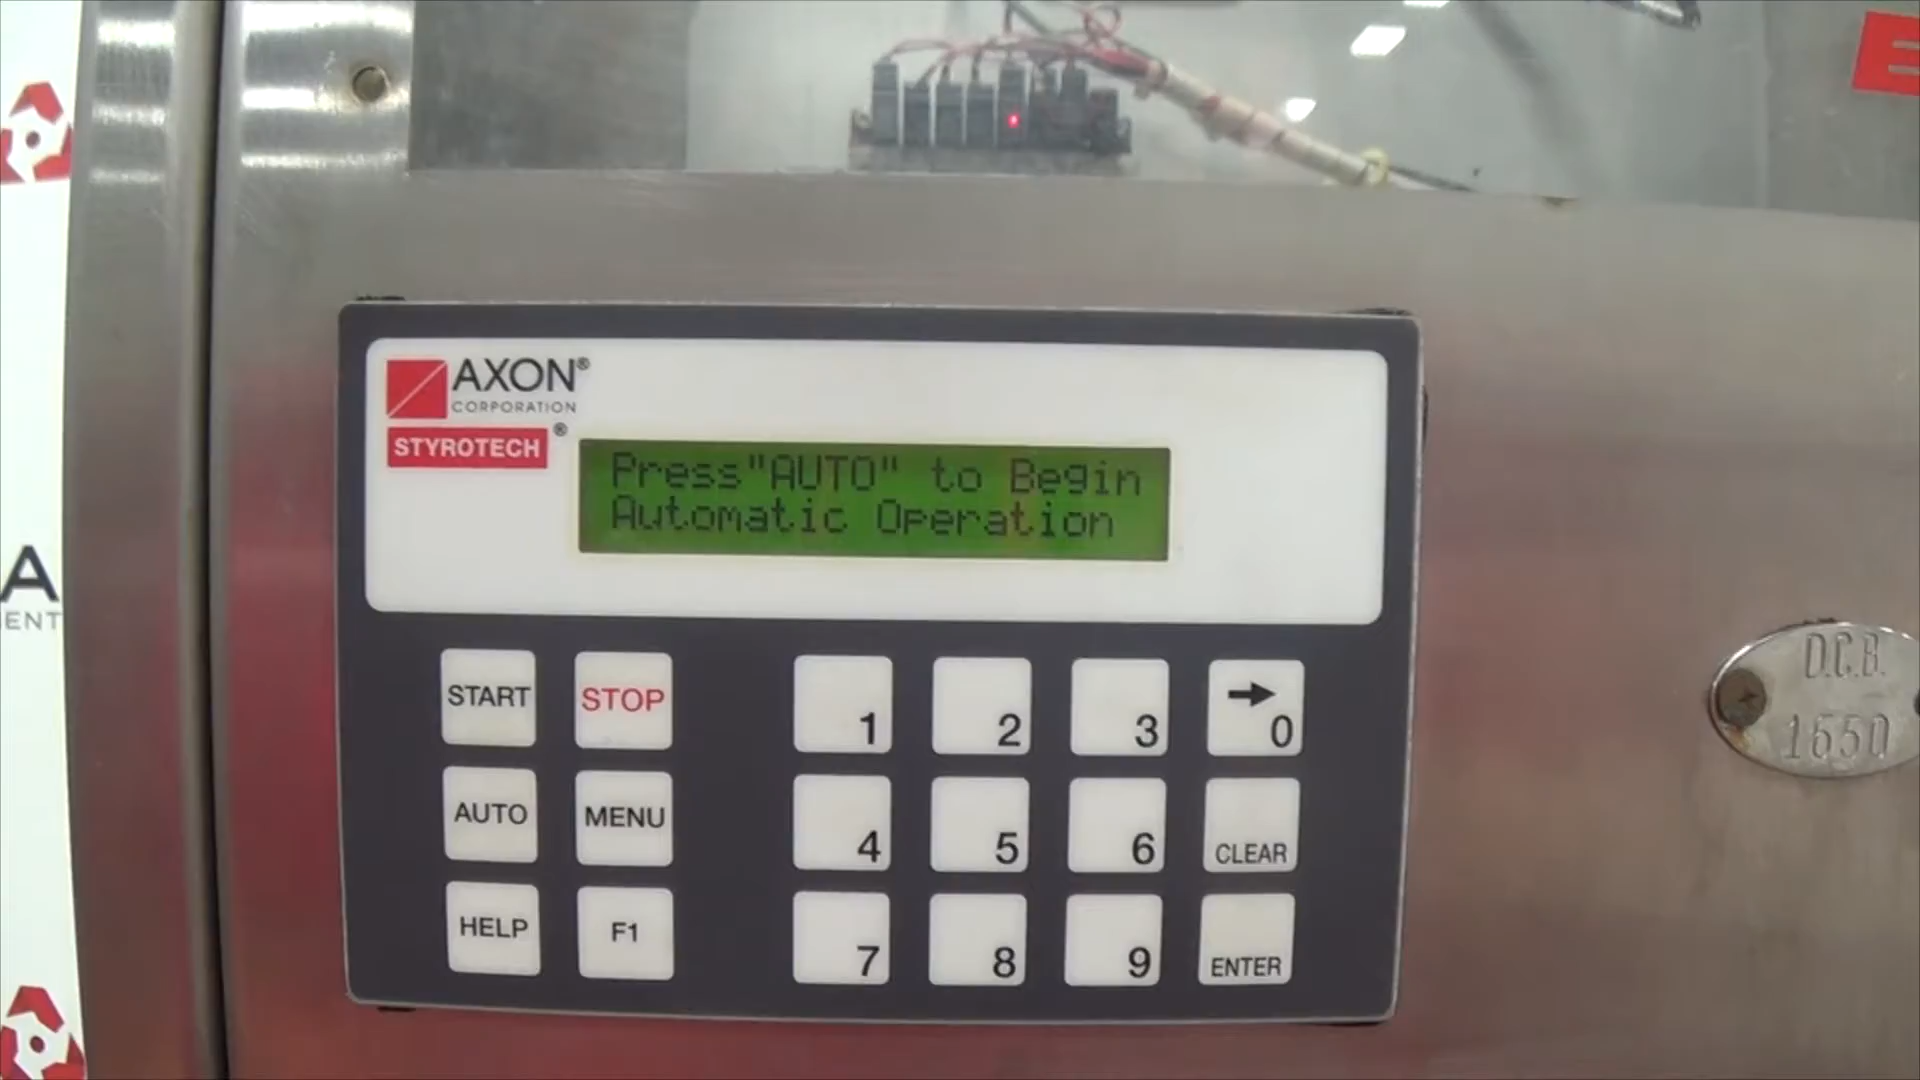 AXON®
CORPORATION
STYROTECH®
Press"AUTO" to Begin
Automatic Operation
START STOP 1 2 3 0
AUTO MENU 4 5 6 CLEAR
HELP F1 7 8 9 ENTER
D.C.B.
1650
A
ENT